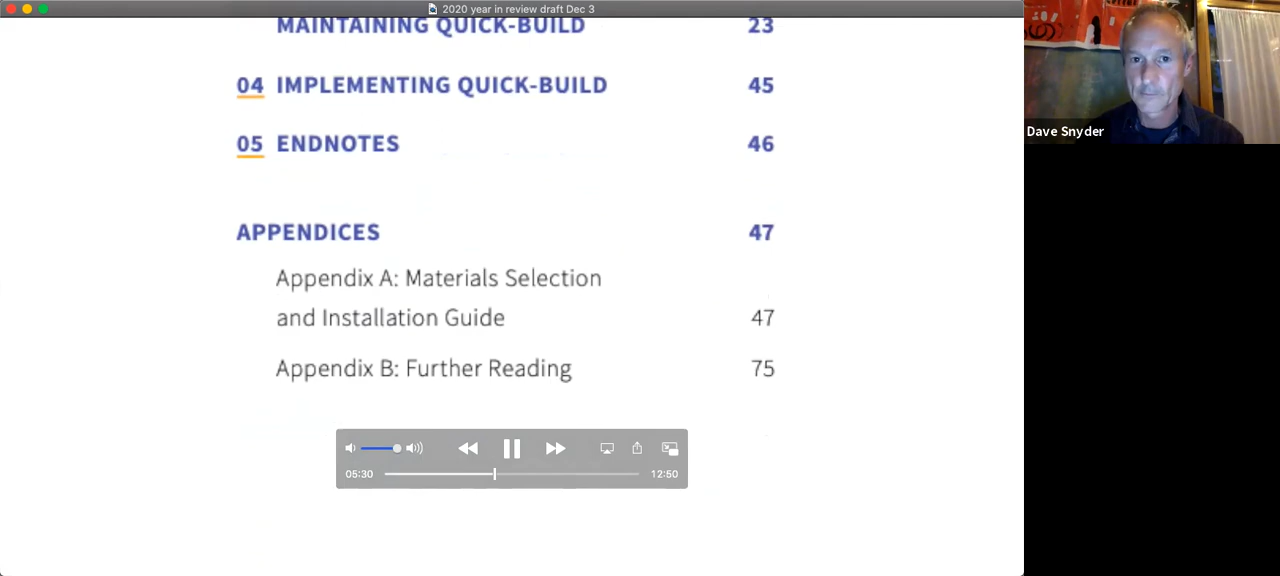 2020 year in review draft Dec 3
MAINTAINING QUICK-BUILD 23
04 IMPLEMENTING QUICK-BUILD 45
05 ENDNOTES 46
APPENDICES 47
Appendix A: Materials Selection
and Installation Guide 47
Appendix B: Further Reading 75
05:30 12:50
Dave Snyder